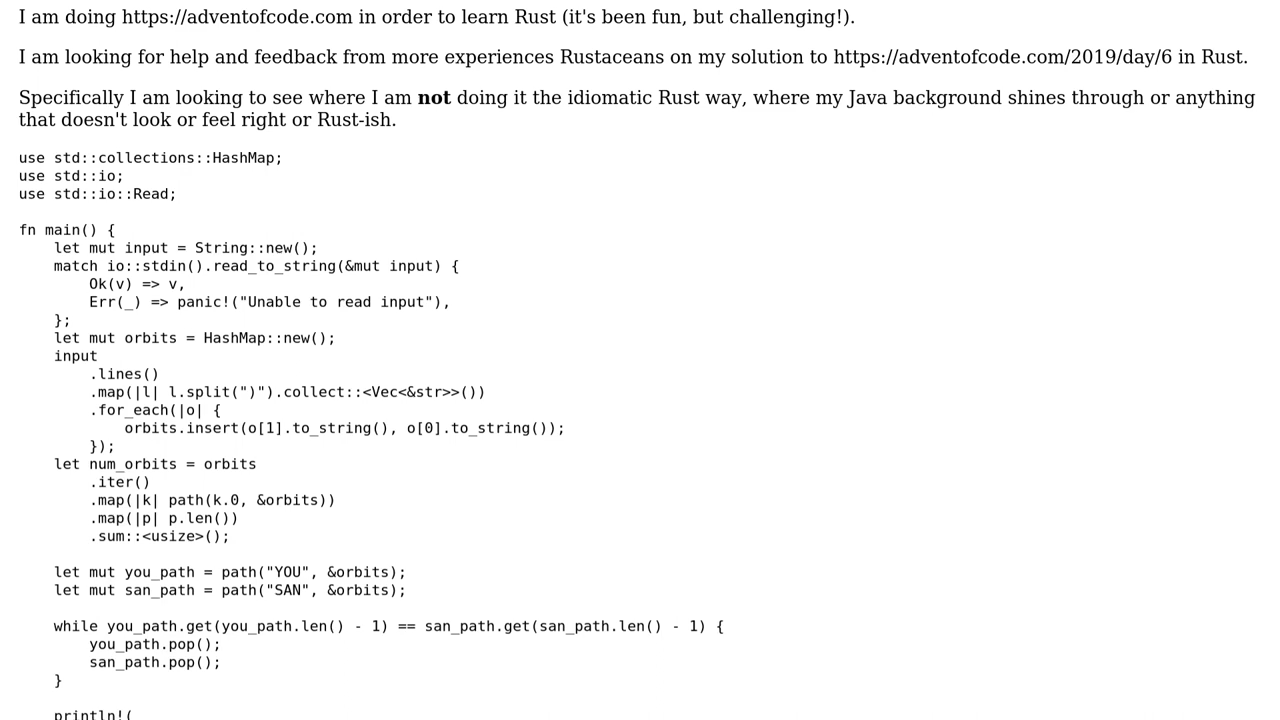 I am doing https://adventofcode.com in order to learn Rust (it's been fun, but challenging!).
I am looking for help and feedback from more experiences Rustaceans on my solution to https://adventofcode.com/2019/day/6 in Rust.
Specifically I am looking to see where I am not doing it the idiomatic Rust way, where my Java background shines through or anything
that doesn't look or feel right or Rust-ish.
use std::collections::HashMap;
use std::io;
use std::io::Read;
fn main() {
    let mut input = String::new();
    match io::stdin().read_to_string(&mut input) {
        Ok(v) => v,
        Err(_) => panic!("Unable to read input"),
    };
    let mut orbits = HashMap::new();
    input
        .lines()
        .map(|l| l.split(")").collect::<Vec<&str>>())
        .for_each(|o| {
            orbits.insert(o[1].to_string(), o[0].to_string());
        });
    let num_orbits = orbits
        .iter()
        .map(|k| path(k.0, &orbits))
        .map(|p| p.len())
        .sum::<usize>();
    let mut you_path = path("YOU", &orbits);
    let mut san_path = path("SAN", &orbits);
    while you_path.get(you_path.len() - 1) == san_path.get(san_path.len() - 1) {
        you_path.pop();
        san_path.pop();
    }
    println!(